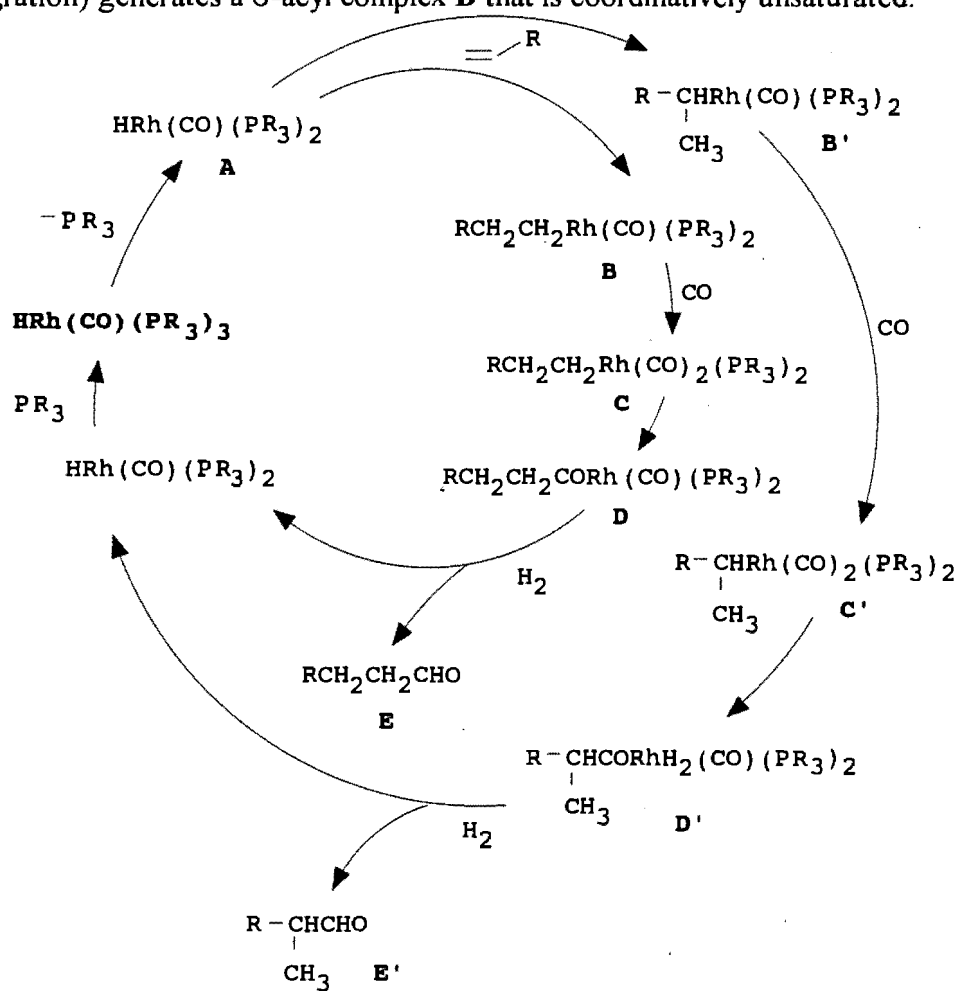 gration) generates a 6-acyl complex D that is coordinatively unsaturated.
R
R-CHRh(CO)(PR3)2
CH3
B'
HRh(CO)(PR3)2
A
-PR3
RCH2CH2Rh(CO)(PR3)2
B
CO
HRh(CO)(PR3)3
CO
RCH2CH2Rh(CO)2(PR3)2
C
PR3
HRh(CO)(PR3)2
RCH2CH2CORh(CO)(PR3)2
D
H2
R-CHRh(CO)2(PR3)2
CH3
C'
RCH2CH2CHO
E
R-CHCORhH2(CO)(PR3)2
CH3
D'
H2
R-CHCHO
CH3
E'